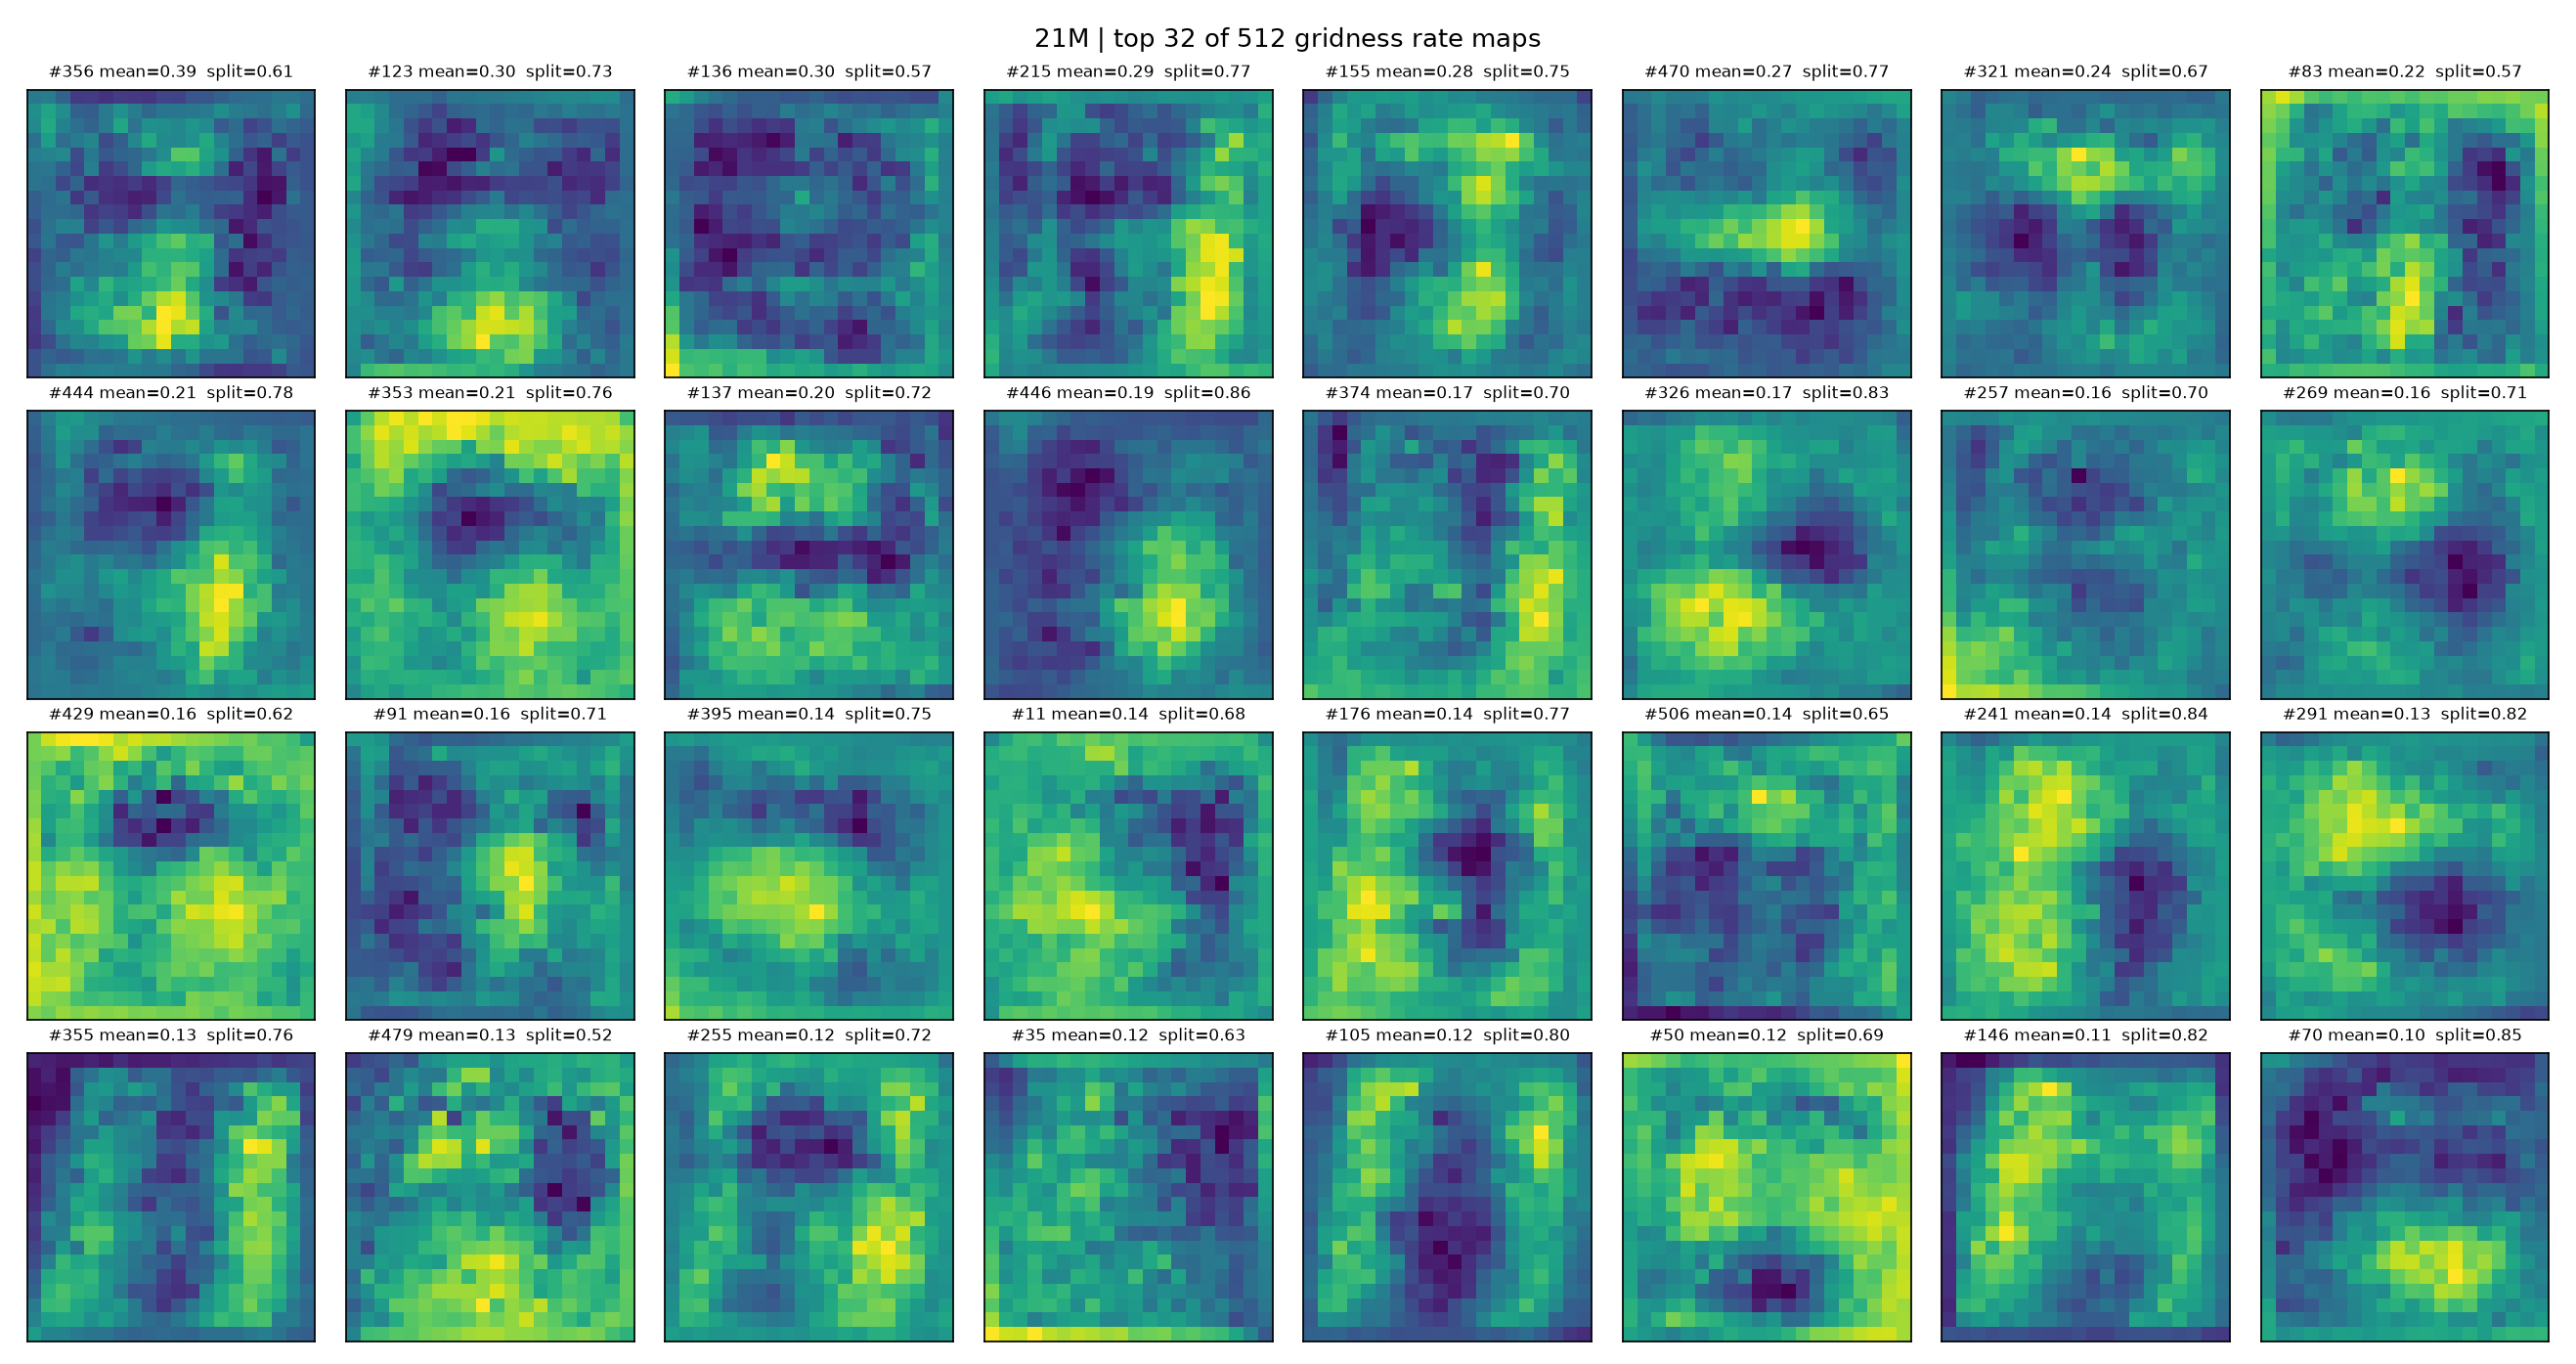 21M | top 32 of 512 gridness rate maps
#356 mean=0.39  split=0.61
#123 mean=0.30  split=0.73
#136 mean=0.30  split=0.57
#215 mean=0.29  split=0.77
#155 mean=0.28  split=0.75
#470 mean=0.27  split=0.77
#321 mean=0.24  split=0.67
#83 mean=0.22  split=0.57
#444 mean=0.21  split=0.78
#353 mean=0.21  split=0.76
#137 mean=0.20  split=0.72
#446 mean=0.19  split=0.86
#374 mean=0.17  split=0.70
#326 mean=0.17  split=0.83
#257 mean=0.16  split=0.70
#269 mean=0.16  split=0.71
#429 mean=0.16  split=0.62
#91 mean=0.16  split=0.71
#395 mean=0.14  split=0.75
#11 mean=0.14  split=0.68
#176 mean=0.14  split=0.77
#506 mean=0.14  split=0.65
#241 mean=0.14  split=0.84
#291 mean=0.13  split=0.82
#355 mean=0.13  split=0.76
#479 mean=0.13  split=0.52
#255 mean=0.12  split=0.72
#35 mean=0.12  split=0.63
#105 mean=0.12  split=0.80
#50 mean=0.12  split=0.69
#146 mean=0.11  split=0.82
#70 mean=0.10  split=0.85